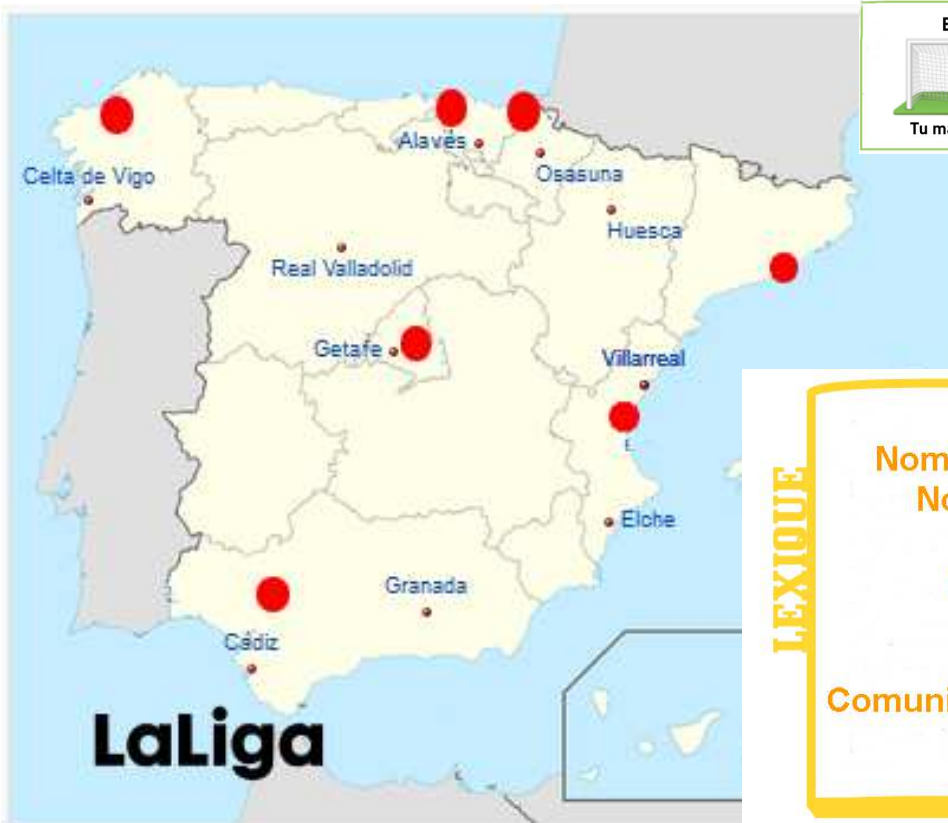 E
Tu m
Alavés
Celta de Vigo
Osasuna
Huesca
Real Valladolid
Getafe
Villarreal
Elche
Granada
Cádiz
LaLiga
LEXIQUE
Nom
No
Comuni